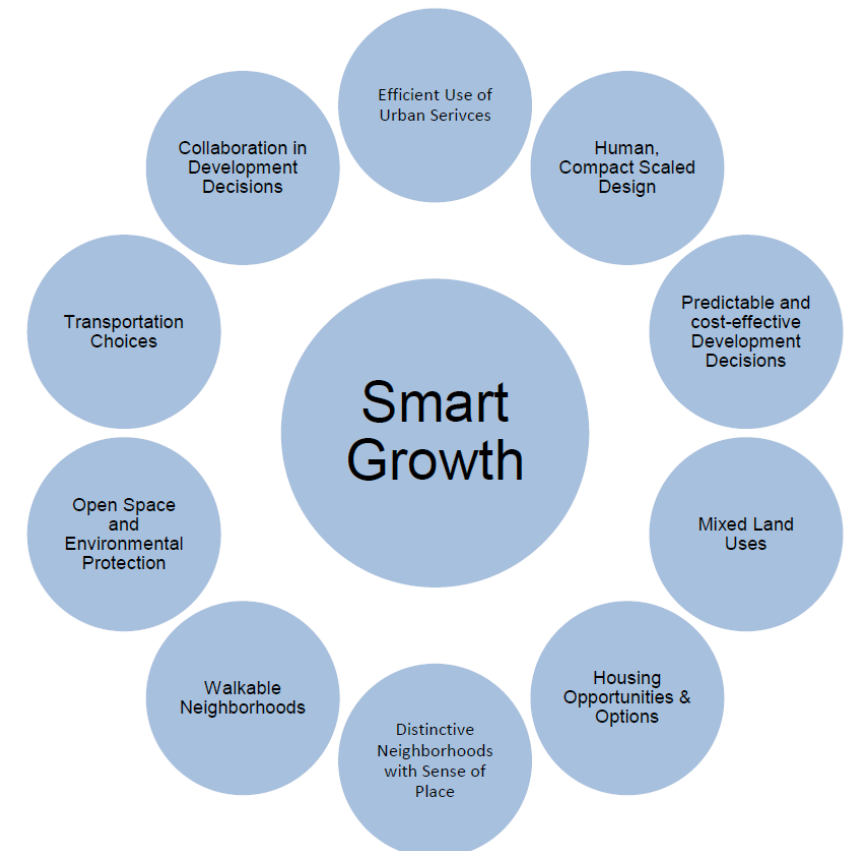 Efficient Use of
Urban Serivces
Human,
Compact Scaled
Design
Predictable and
cost-effective
Development
Decisions
Mixed Land
Uses
Housing
Opportunities &
Options
Distinctive
Neighborhoods
with Sense of
Place
Walkable
Neighborhoods
Open Space
and
Environmental
Protection
Transportation
Choices
Collaboration in
Development
Decisions
Smart
Growth